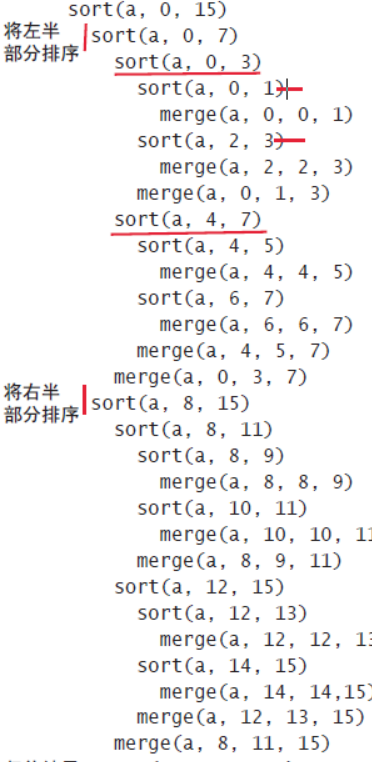 sort(a, 0, 15)
将左半
部分排序
sort(a, 0, 7)
sort(a, 0, 3)
sort(a, 0, 1)
merge(a, 0, 0, 1)
sort(a, 2, 3)
merge(a, 2, 2, 3)
merge(a, 0, 1, 3)
sort(a, 4, 7)
sort(a, 4, 5)
merge(a, 4, 4, 5)
sort(a, 6, 7)
merge(a, 6, 6, 7)
merge(a, 4, 5, 7)
merge(a, 0, 3, 7)
将右半
部分排序
sort(a, 8, 15)
sort(a, 8, 11)
sort(a, 8, 9)
merge(a, 8, 8, 9)
sort(a, 10, 11)
merge(a, 10, 10, 11
merge(a, 8, 9, 11)
sort(a, 12, 15)
sort(a, 12, 13)
merge(a, 12, 12, 13
sort(a, 14, 15)
merge(a, 14, 14,15)
merge(a, 12, 13, 15)
merge(a, 8, 11, 15)